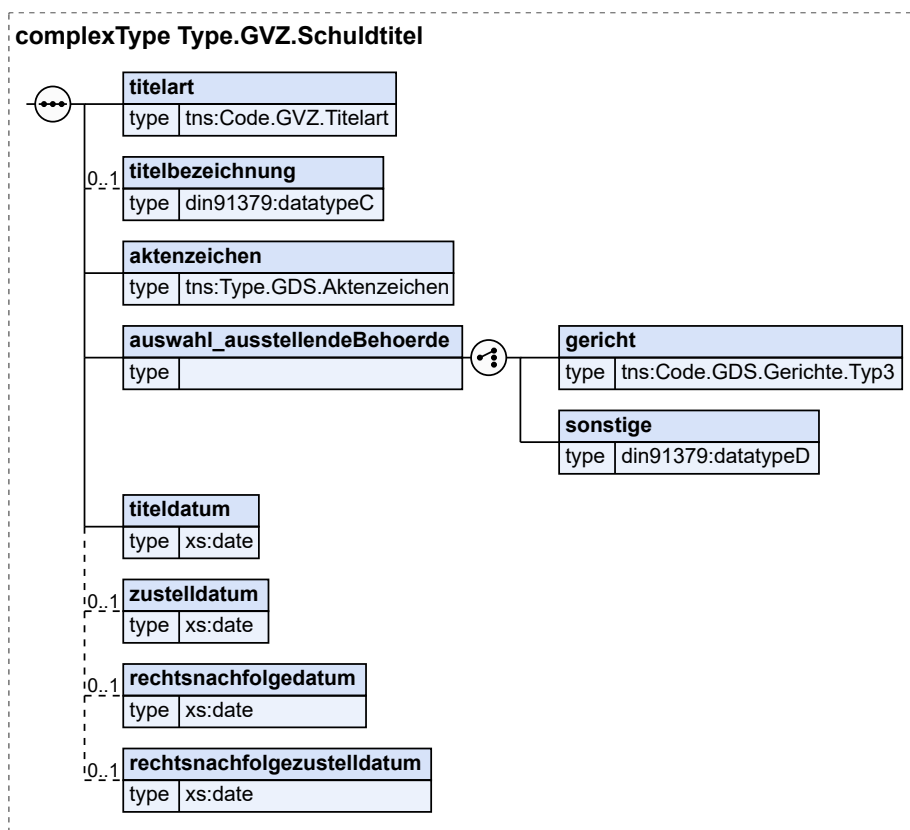 complexType Type.GVZ.Schuldtitel
titelart
type tns:Code.GVZ.Titelart
0..1
titelbezeichnung
type din91379:datatypeC
aktenzeichen
type tns:Type.GDS.Aktenzeichen
auswahl_ausstellendeBehoerde
type
gericht
type tns:Code.GDS.Gerichte.Typ3
sonstige
type din91379:datatypeD
titeldatum
type xs:date
0..1
zustelldatum
type xs:date
0..1
rechtsnachfolgedatum
type xs:date
0..1
rechtsnachfolgezustelldatum
type xs:date